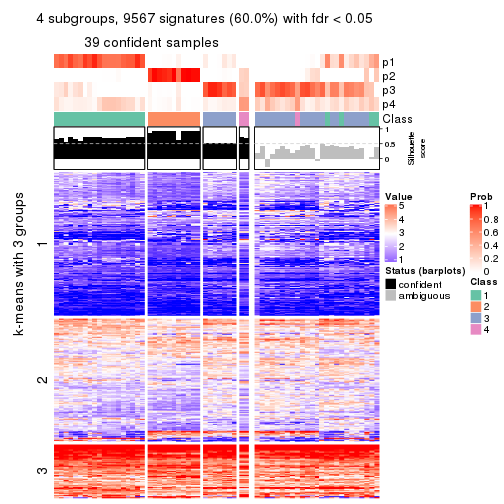 4 subgroups, 9567 signatures (60.0%) with fdr < 0.05
39 confident samples
p1
p2
p3
p4
Class
1
0.5
0
Silhouette
score
k-means with 3 groups
1
2
3
Value
5
4
3
2
1
Status (barplots)
confident
ambiguous
Prob
1
0.8
0.6
0.4
0.2
0
Class
1
2
3
4